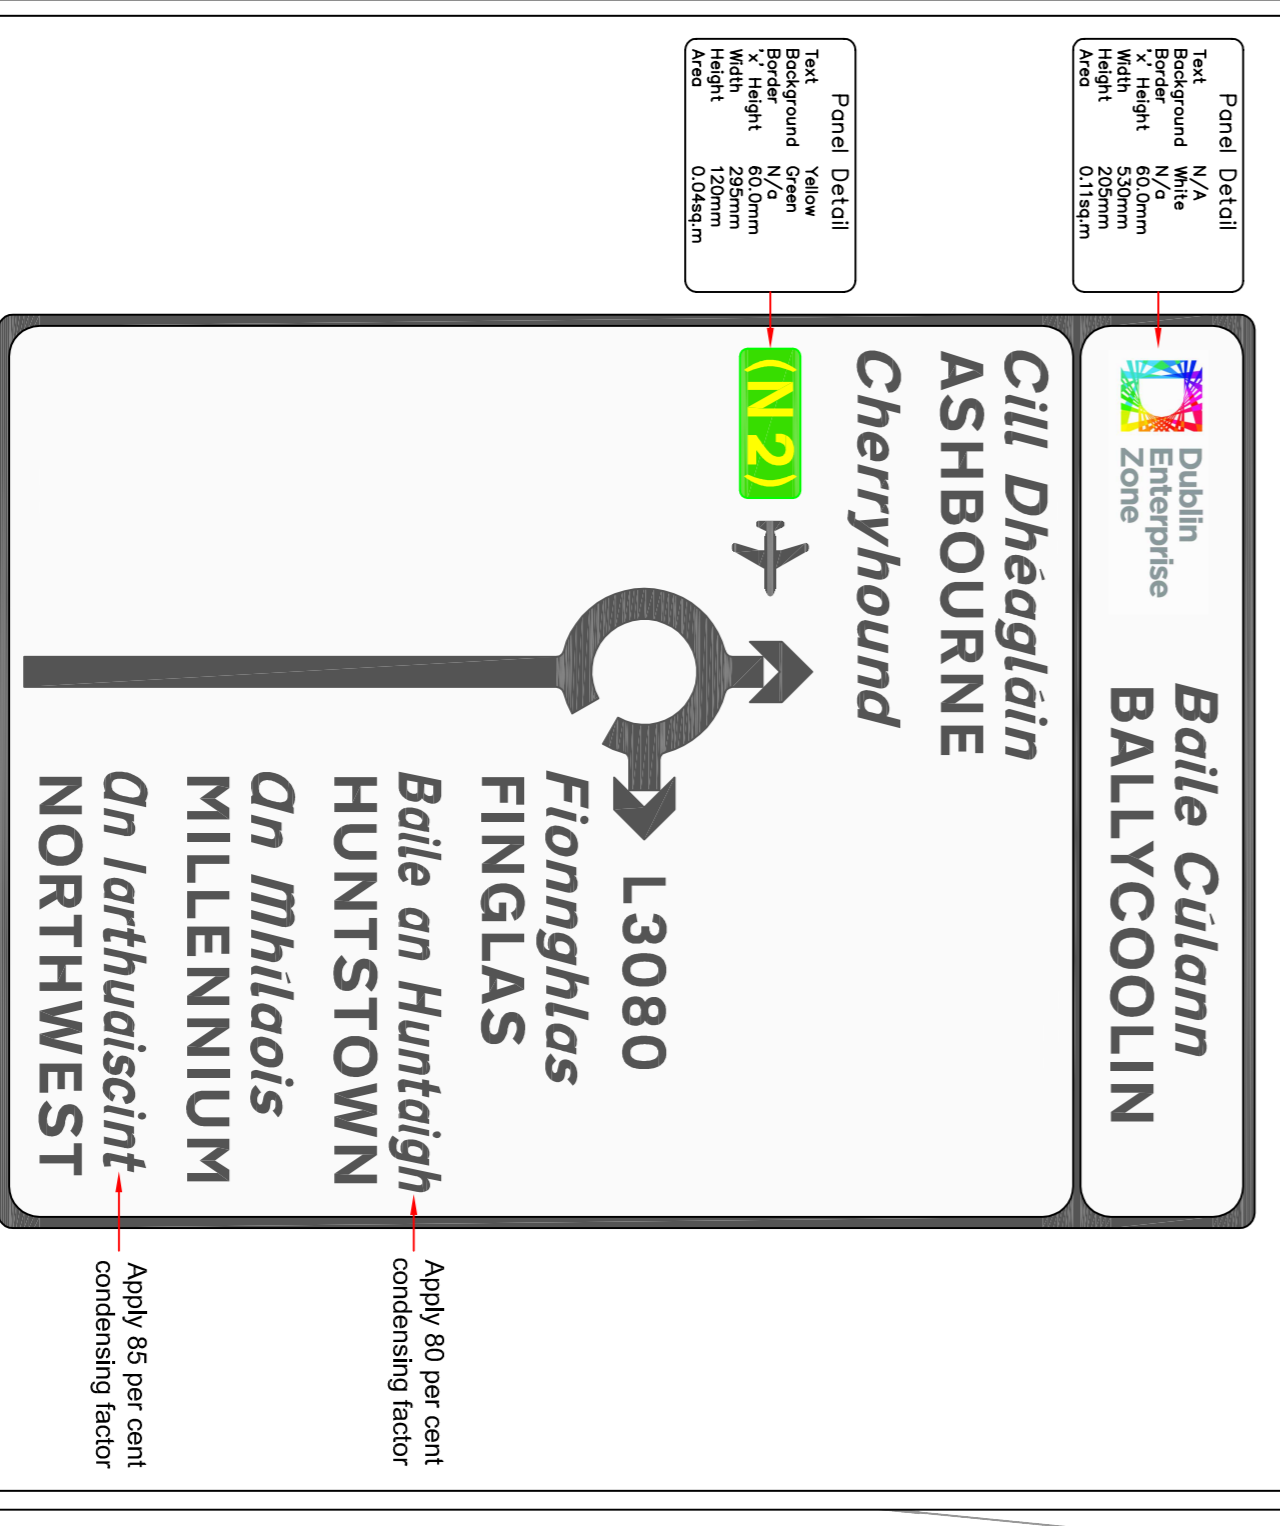 Panel Detail
Text N/A
Background White
Border N/a
'x' Height 60.0mm
Width 530mm
Height 205mm
Area 0.11sq.m
Dublin
Enterprise
Zone
Baile Cúlann
BALLYCOOLIN
Cill Dhéagláin
ASHBOURNE
Cherryhound
Panel Detail
Text Yellow
Background Green
Border N/a
'x' Height 60.0mm
Width 295mm
Height 120mm
Area 0.04sq.m
(N2)
L3080
Fionnghlas
FINGLAS
Baile an Huntaigh
HUNTSTOWN
Apply 80 per cent
condensing factor
An Mhílaois
MILLENNIUM
An Iarthuaiscint
NORTHWEST
Apply 85 per cent
condensing factor